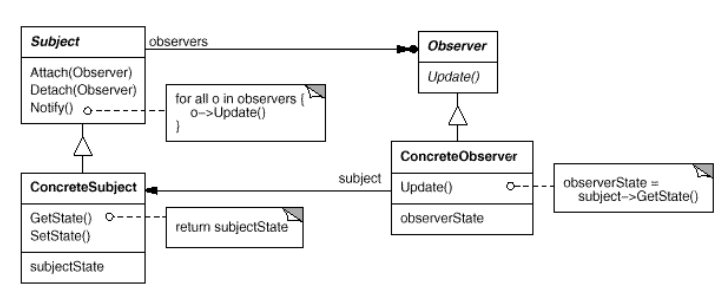 Subject
observers
Observer
Attach(Observer)
Detach(Observer)
Notify()
Update()
for all o in observers {
o->Update()
}
ConcreteSubject
subject
ConcreteObserver
GetState()
SetState()
return subjectState
Update()
observerState =
subject->GetState()
subjectState
observerState